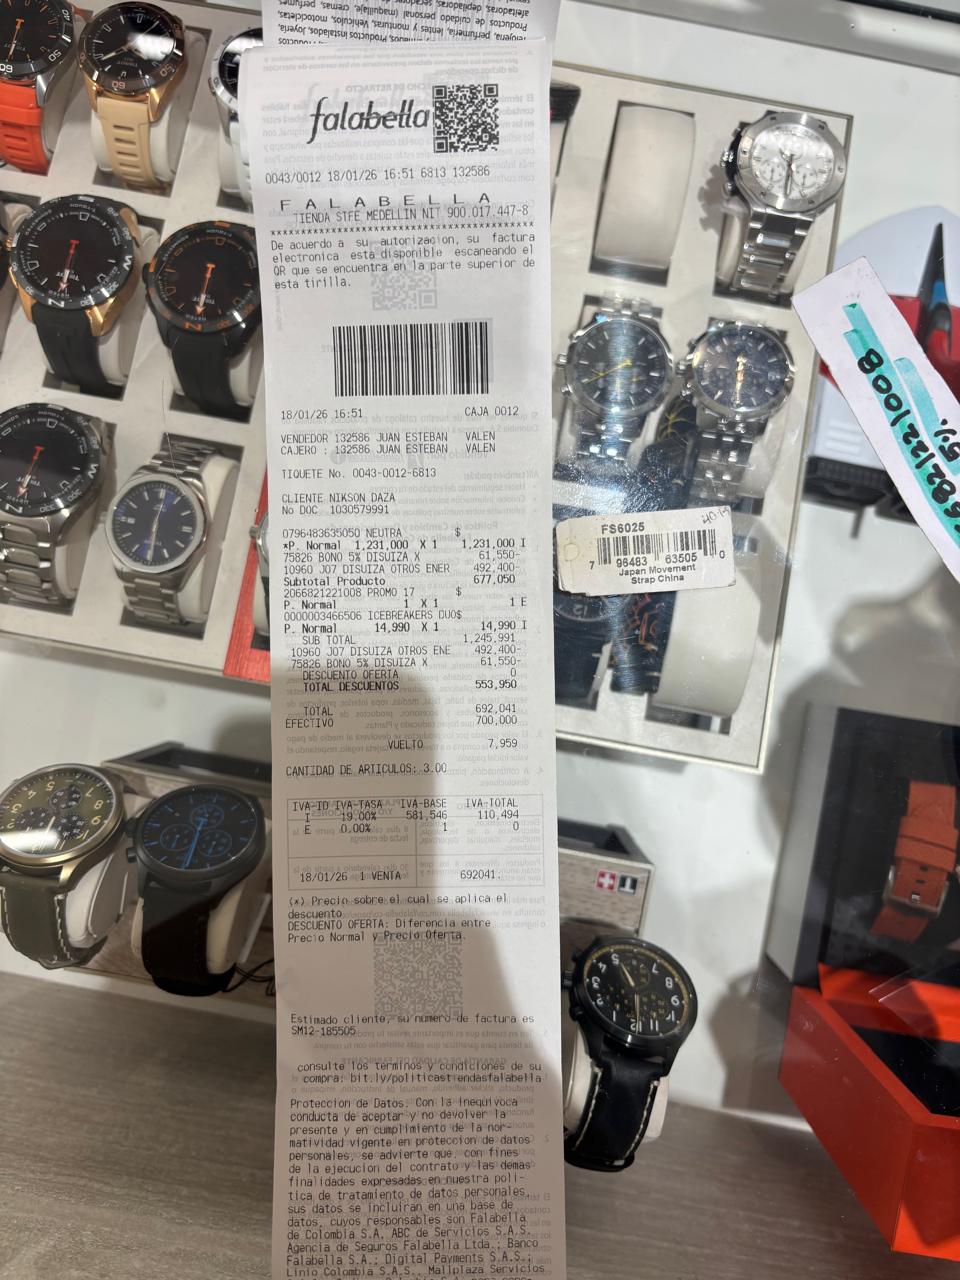 falabella
0043/0012 18/01/26 16:51 6813 132586
F A L A B E L L A
TIENDA STFE MEDELLIN NIT 900.017.447-8
De acuerdo a su autorizacion, su factura
electronica esta disponible escaneando el
QR que se encuentra en la parte superior de
esta tirilla.
18/01/26 16:51 CAJA 0012
VENDEDOR 132586 JUAN ESTEBAN VALEN
CAJERO : 132586 JUAN ESTEBAN VALEN
TIQUETE No. 0043-0012-6813
CLIENTE NIKSON DAZA
No DOC 1030579991
0796483635050 NEUTRA $
*P. Normal 1,231,000 X 1 1,231,000 I
75826 BONO 5% DISUIZA X 61,550-
10960 J07 DISUIZA OTROS ENER 492,400-
Subtotal Producto 677,050
2066821221008 PROMO 17 $
P. Normal 1 X 1 1 E
0000003466506 ICEBREAKERS DUO$
P. Normal 14,990 X 1 14,990 I
SUB TOTAL 1,245,991
10960 J07 DISUIZA OTROS ENE 492,400-
75826 BONO 5% DISUIZA X 61,550-
DESCUENTO OFERTA 0
TOTAL DESCUENTOS 553,950
TOTAL 692,041
EFECTIVO 700,000
VUELTO 7,959
CANTIDAD DE ARTICULOS: 3.00
IVA-ID IVA-TASA IVA-BASE IVA-TOTAL
I 19.00% 581,546 110,494
E 0.00% 1 0
18/01/26 1 VENTA 692041.
(*) Precio sobre el cual se aplica el
descuento
DESCUENTO OFERTA: Diferencia entre
Precio Normal y Precio Oferta.
Estimado cliente, su numero de factura es
SM12-185505
consulte los terminos y condiciones de su
compra: bit.ly/politicast endasfalabella
Proteccion de Datos. Con la inequivoca
conducta de aceptar y no devolver la
presente y en cumplimiento de la nor-
matividad vigente en proteccion de datos
personales, se advierte que, con fines
de la ejecucion del contrato y las demas
finalidades expresadas en nuestra poli-
tica de tratamiento de datos personales,
sus datos se incluiran en una base de
datos, cuyos responsables son Falabella
de Colombia S.A, ABC de Servicios S.A.S,
Agencia de Seguros Falabella Ltda.; Banco
Falabella S.A.; Digital Payments S.A.S.;
Linio Colombia S.A.S., Mallplaza Servicios
FS6025
7 96483 63505 0
Japan Movement
Strap China
5%
TISSOT